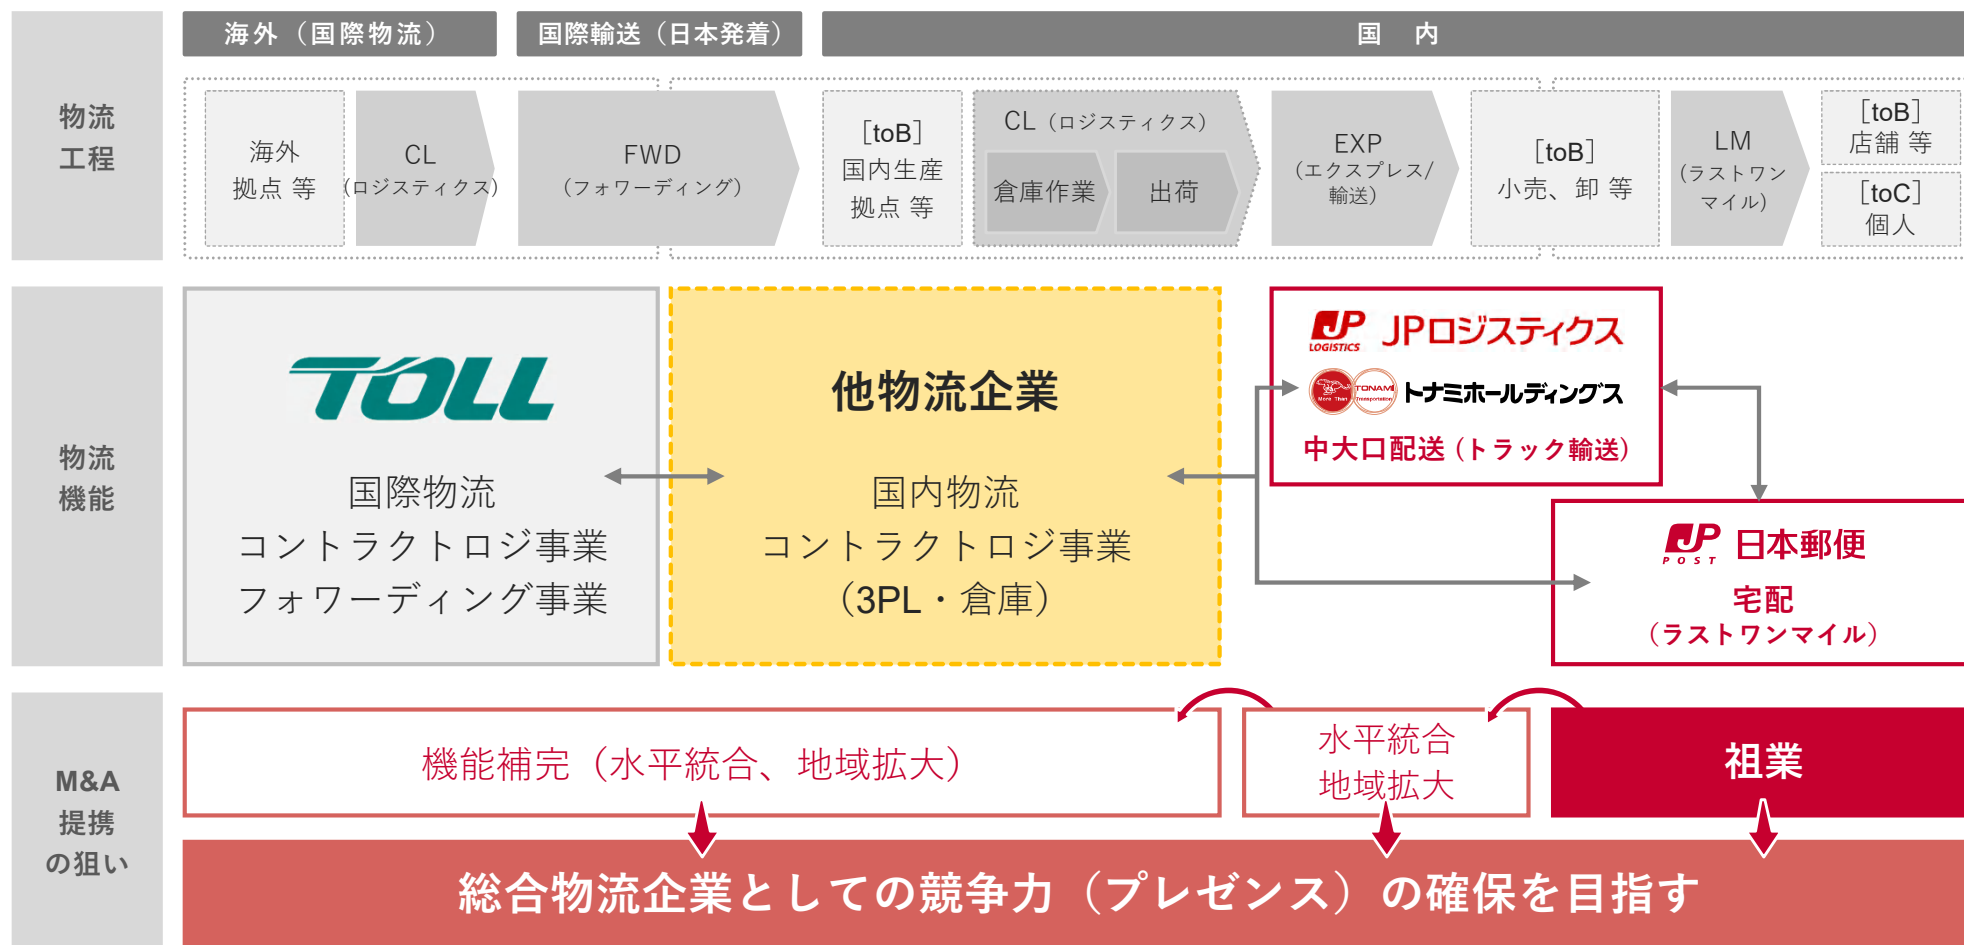 海外（国際物流）
国際輸送（日本発着）
国　内
物流
工程
海外
拠点 等
CL
(ロジスティクス)
FWD
(フォワーディング)
［toB］
国内生産
拠点 等
CL（ロジスティクス）
倉庫作業
出荷
EXP
(エクスプレス/
輸送)
［toB］
小売、卸 等
LM
(ラストワン
マイル)
［toB］
店舗 等
［toC］
個人
物流
機能
TOLL
国際物流
コントラクトロジ事業
フォワーディング事業
他物流企業
国内物流
コントラクトロジ事業
（3PL・倉庫）
JP
LOGISTICS
JPロジスティクス
More Than
TONAMI
Transportation
トナミホールディングス
中大口配送 (トラック輸送)
JP
POST
日本郵便
宅配
（ラストワンマイル）
M&A
提携
の狙い
機能補完（水平統合、地域拡大）
水平統合
地域拡大
祖業
総合物流企業としての競争力（プレゼンス）の確保を目指す